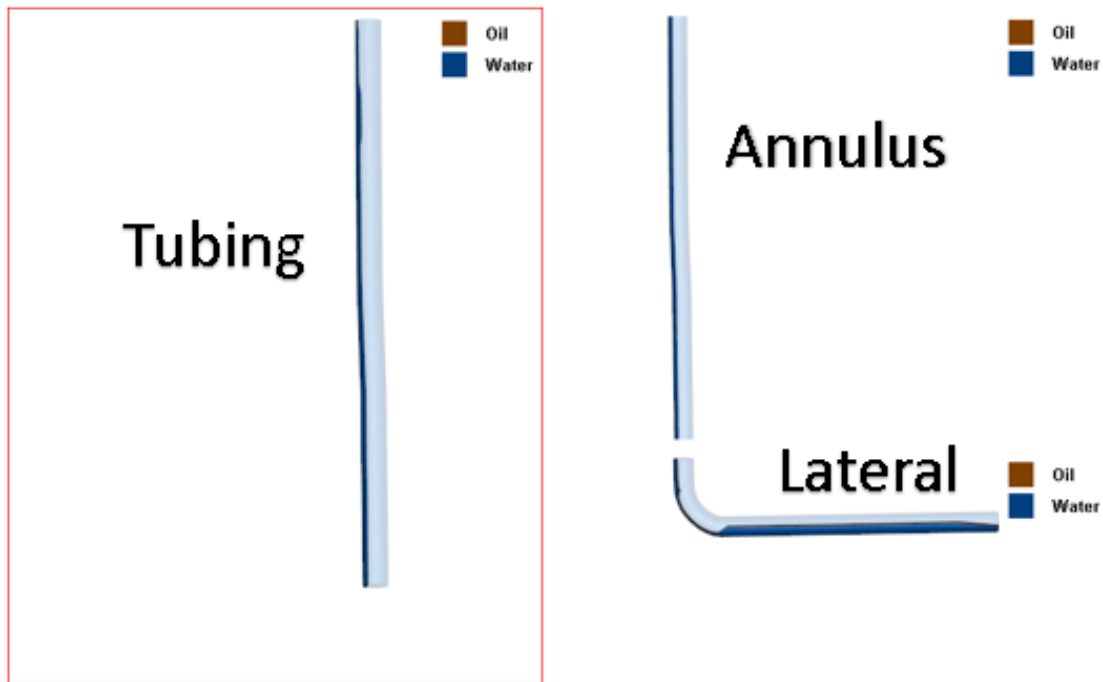 Oil
Water
Tubing
Oil
Water
Annulus
Lateral
Oil
Water